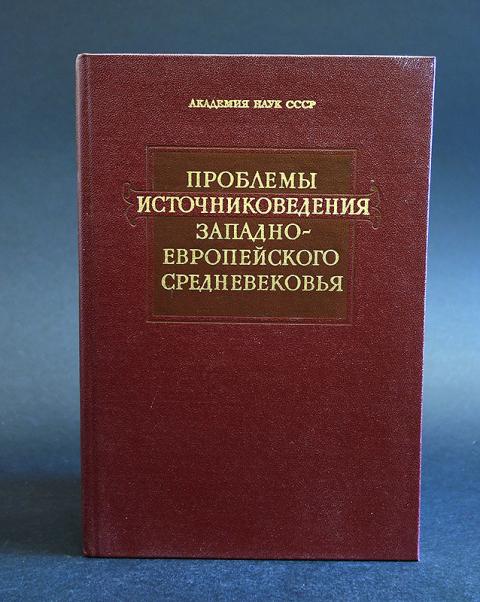 АКАДЕМИЯ НАУК СССР
ПРОБЛЕМЫ
ИСТОЧНИКОВЕДЕНИЯ
ЗАПАДНО-
ЕВРОПЕЙСКОГО
СРЕДНЕВЕКОВЬЯ